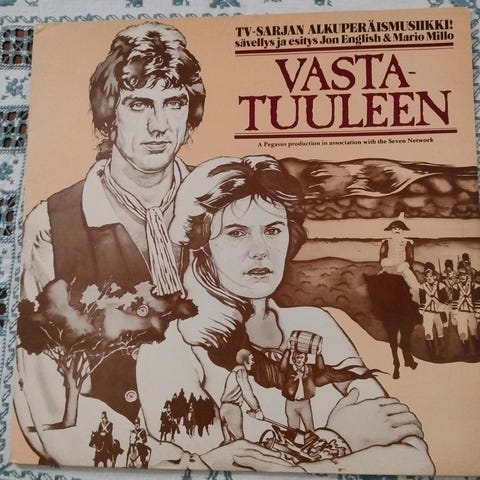 TV-SARJAN ALKUPERÄISMUSIIKKI!
sävellys ja esitys Jon English & Mario Millo
VASTA-
TUULEEN
A Pegasus production in association with the Seven Network